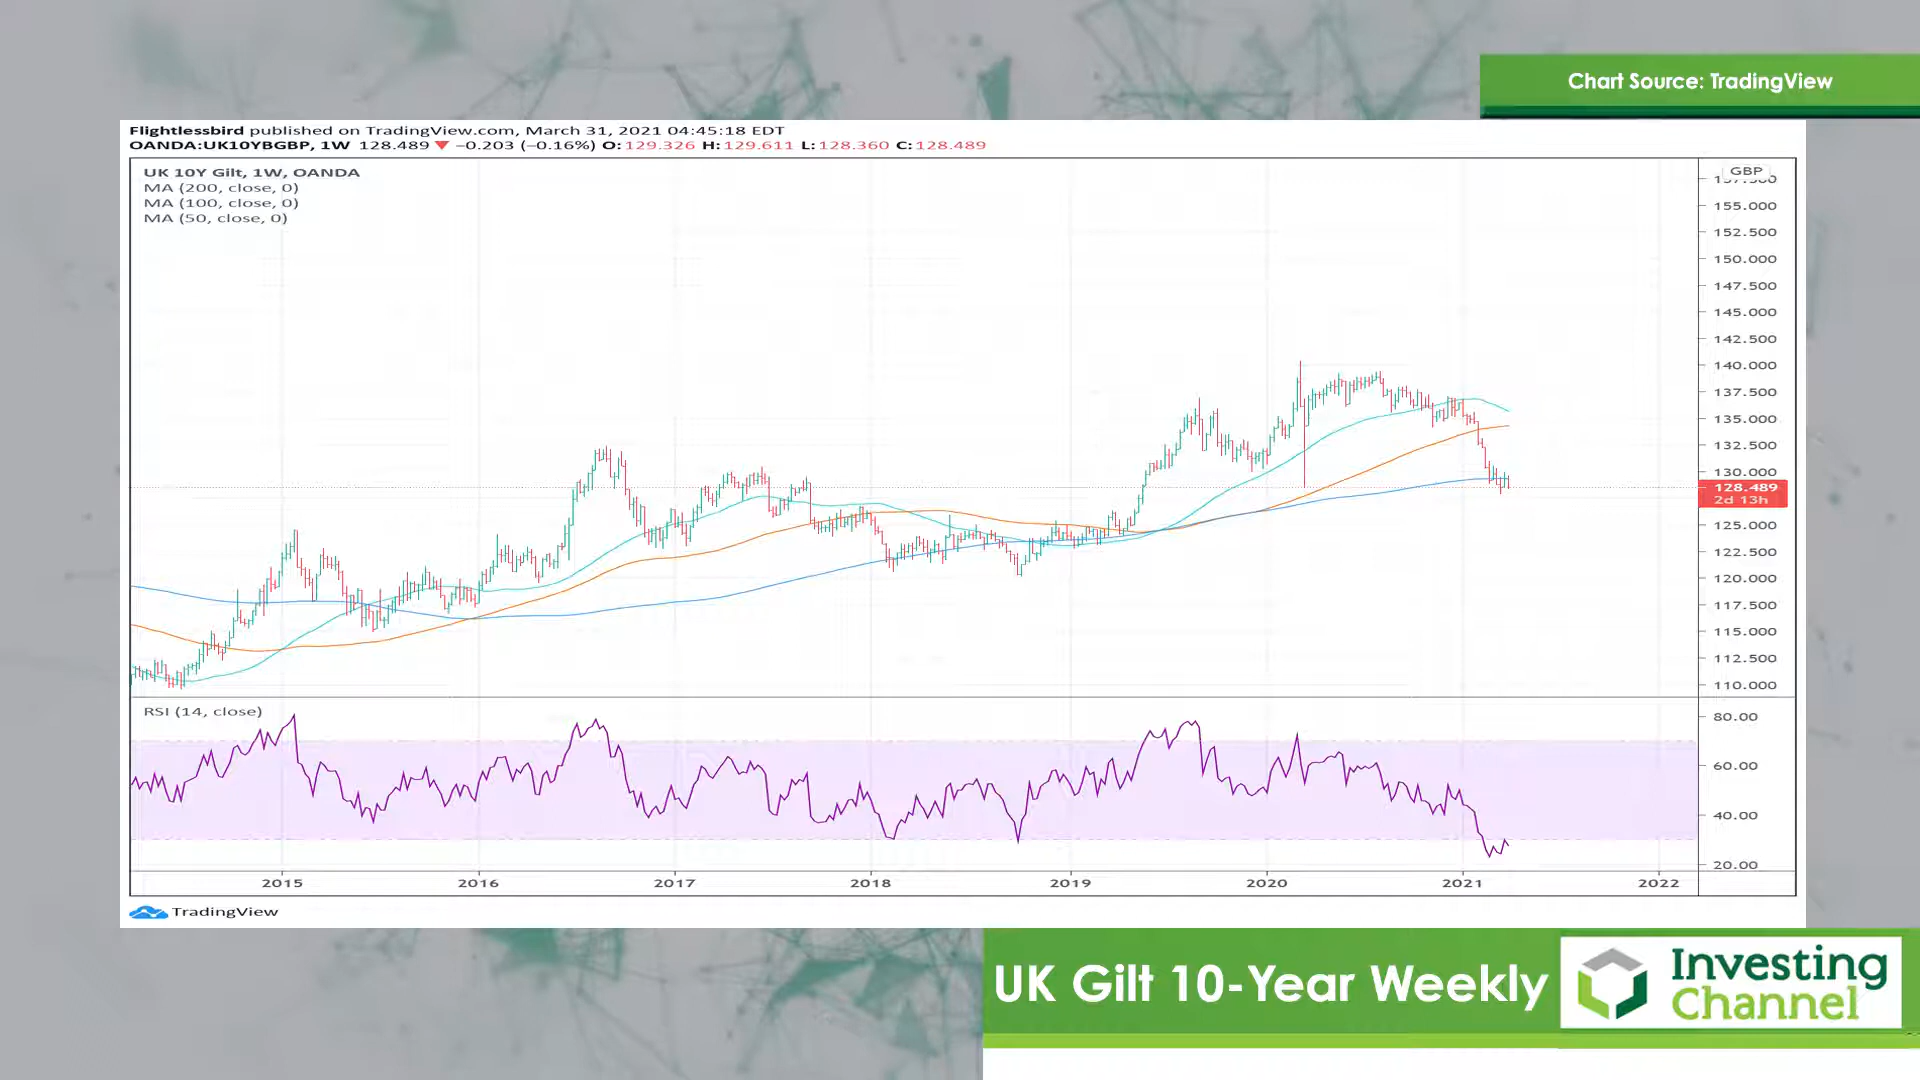 Chart Source: TradingView
Flightlessbird published on TradingView.com, March 31, 2021 04:45:18 EDT
OANDA:UK10YBGBP, 1W 128.489 ▼ −0.203 (−0.16%) O:129.326 H:129.611 L:128.360 C:128.489
UK 10Y Gilt, 1W, OANDA
MA (200, close, 0)
MA (100, close, 0)
MA (50, close, 0)
GBP
155.000
152.500
150.000
147.500
145.000
142.500
140.000
137.500
135.000
132.500
130.000
128.489
2d 13h
125.000
122.500
120.000
117.500
115.000
112.500
110.000
RSI (14, close)
80.00
60.00
40.00
20.00
2015 2016 2017 2018 2019 2020 2021 2022
TradingView
UK Gilt 10-Year Weekly
Investing
Channel